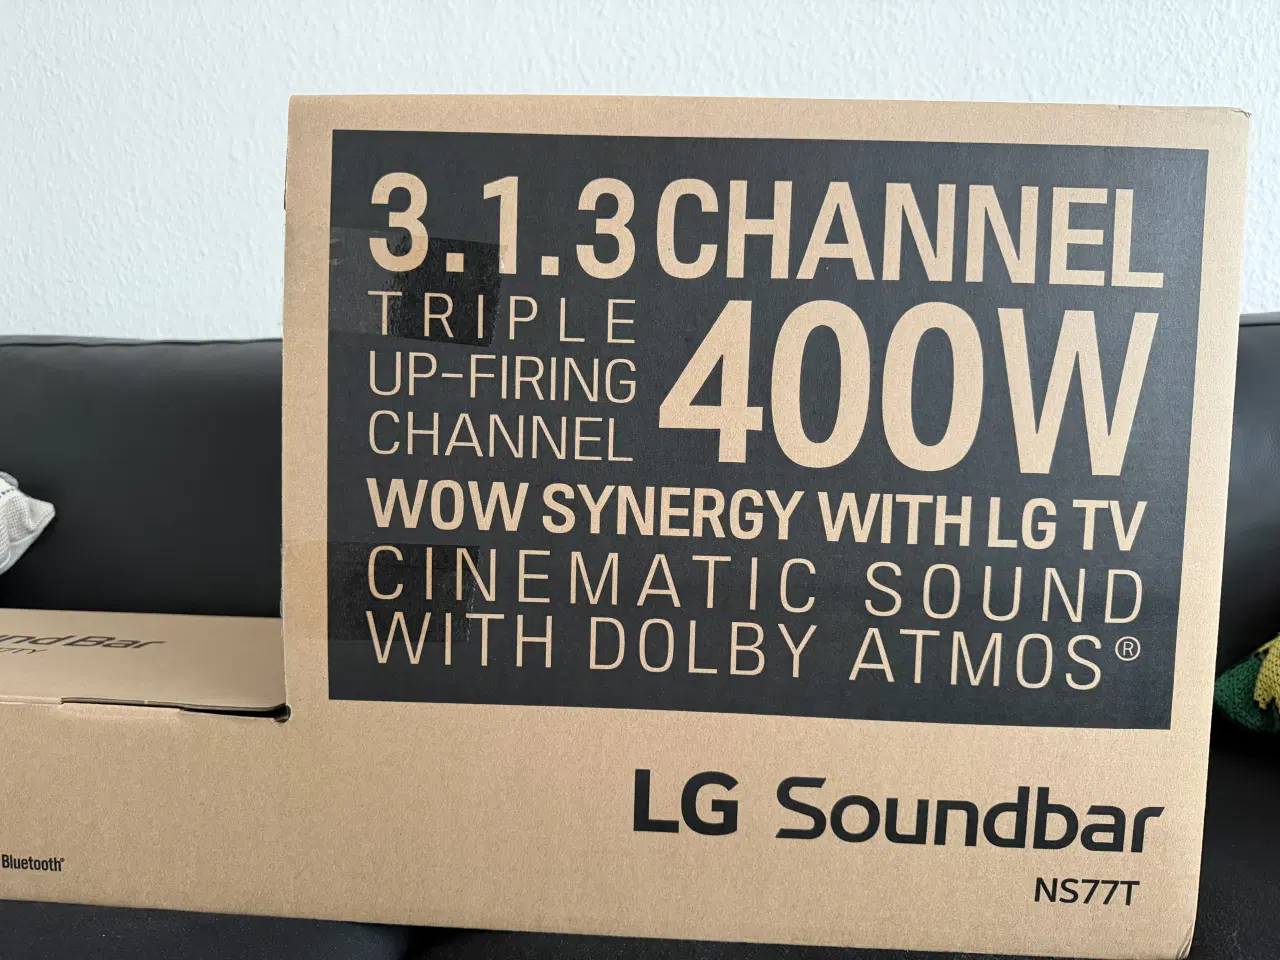 3.1.3 CHANNEL
TRIPLE
UP-FIRING
CHANNEL
400W
WOW SYNERGY WITH LG TV
CINEMATIC SOUND
WITH DOLBY ATMOS®
LG Soundbar
NS77T
Bar
Bluetooth®